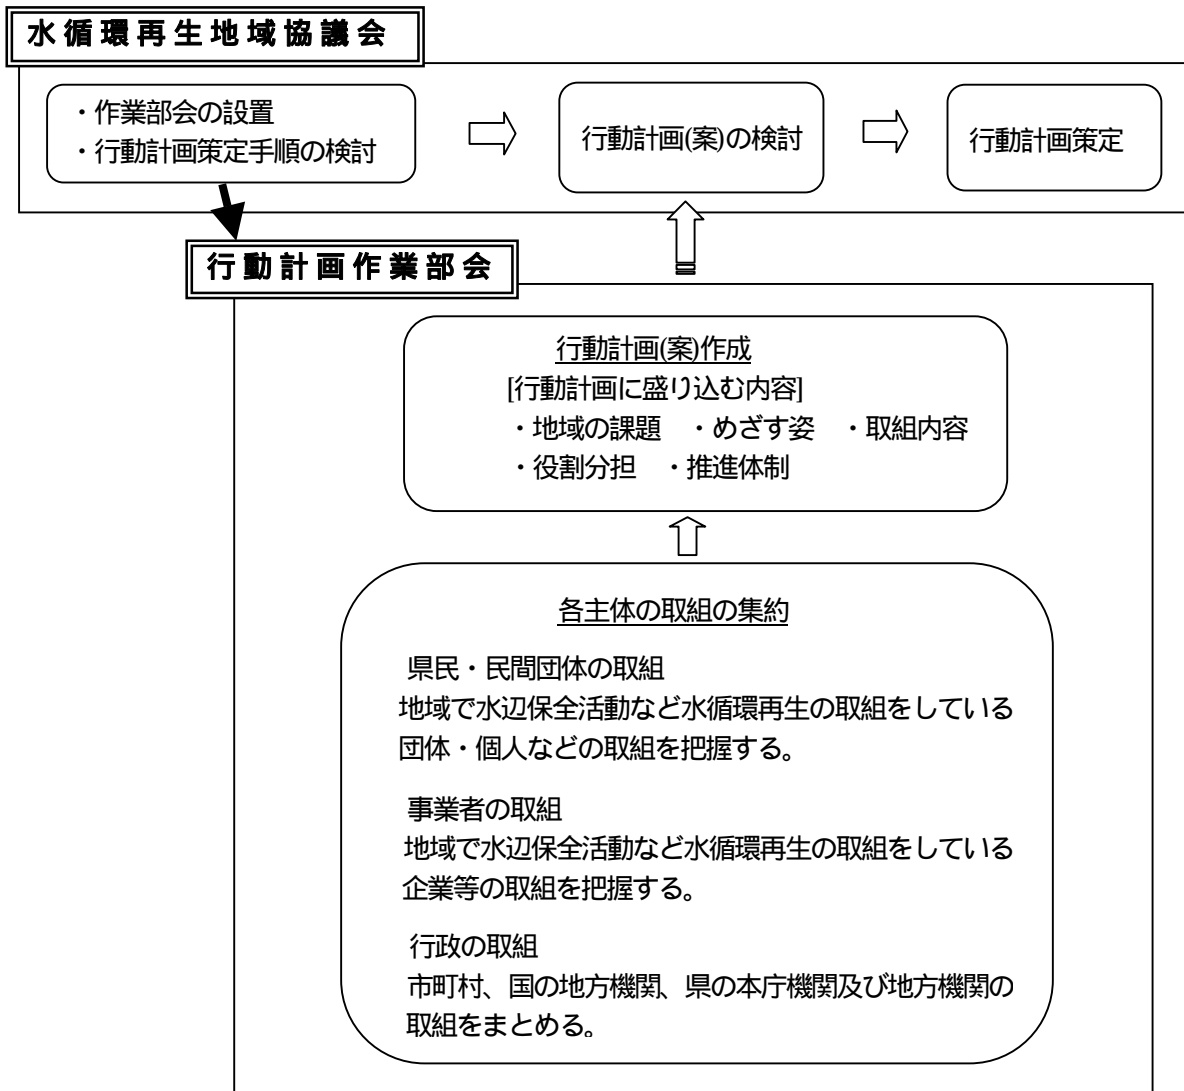 水循環再生地域協議会
・作業部会の設置
・行動計画策定手順の検討
行動計画(案)の検討
行動計画策定
行動計画作業部会
行動計画(案)作成
[行動計画に盛り込む内容]
・地域の課題　・めざす姿　・取組内容
・役割分担　・推進体制
各主体の取組の集約
県民・民間団体の取組
地域で水辺保全活動など水循環再生の取組をしている
団体・個人などの取組を把握する。
事業者の取組
地域で水辺保全活動など水循環再生の取組をしている
企業等の取組を把握する。
行政の取組
市町村、国の地方機関、県の本庁機関及び地方機関の
取組をまとめる。